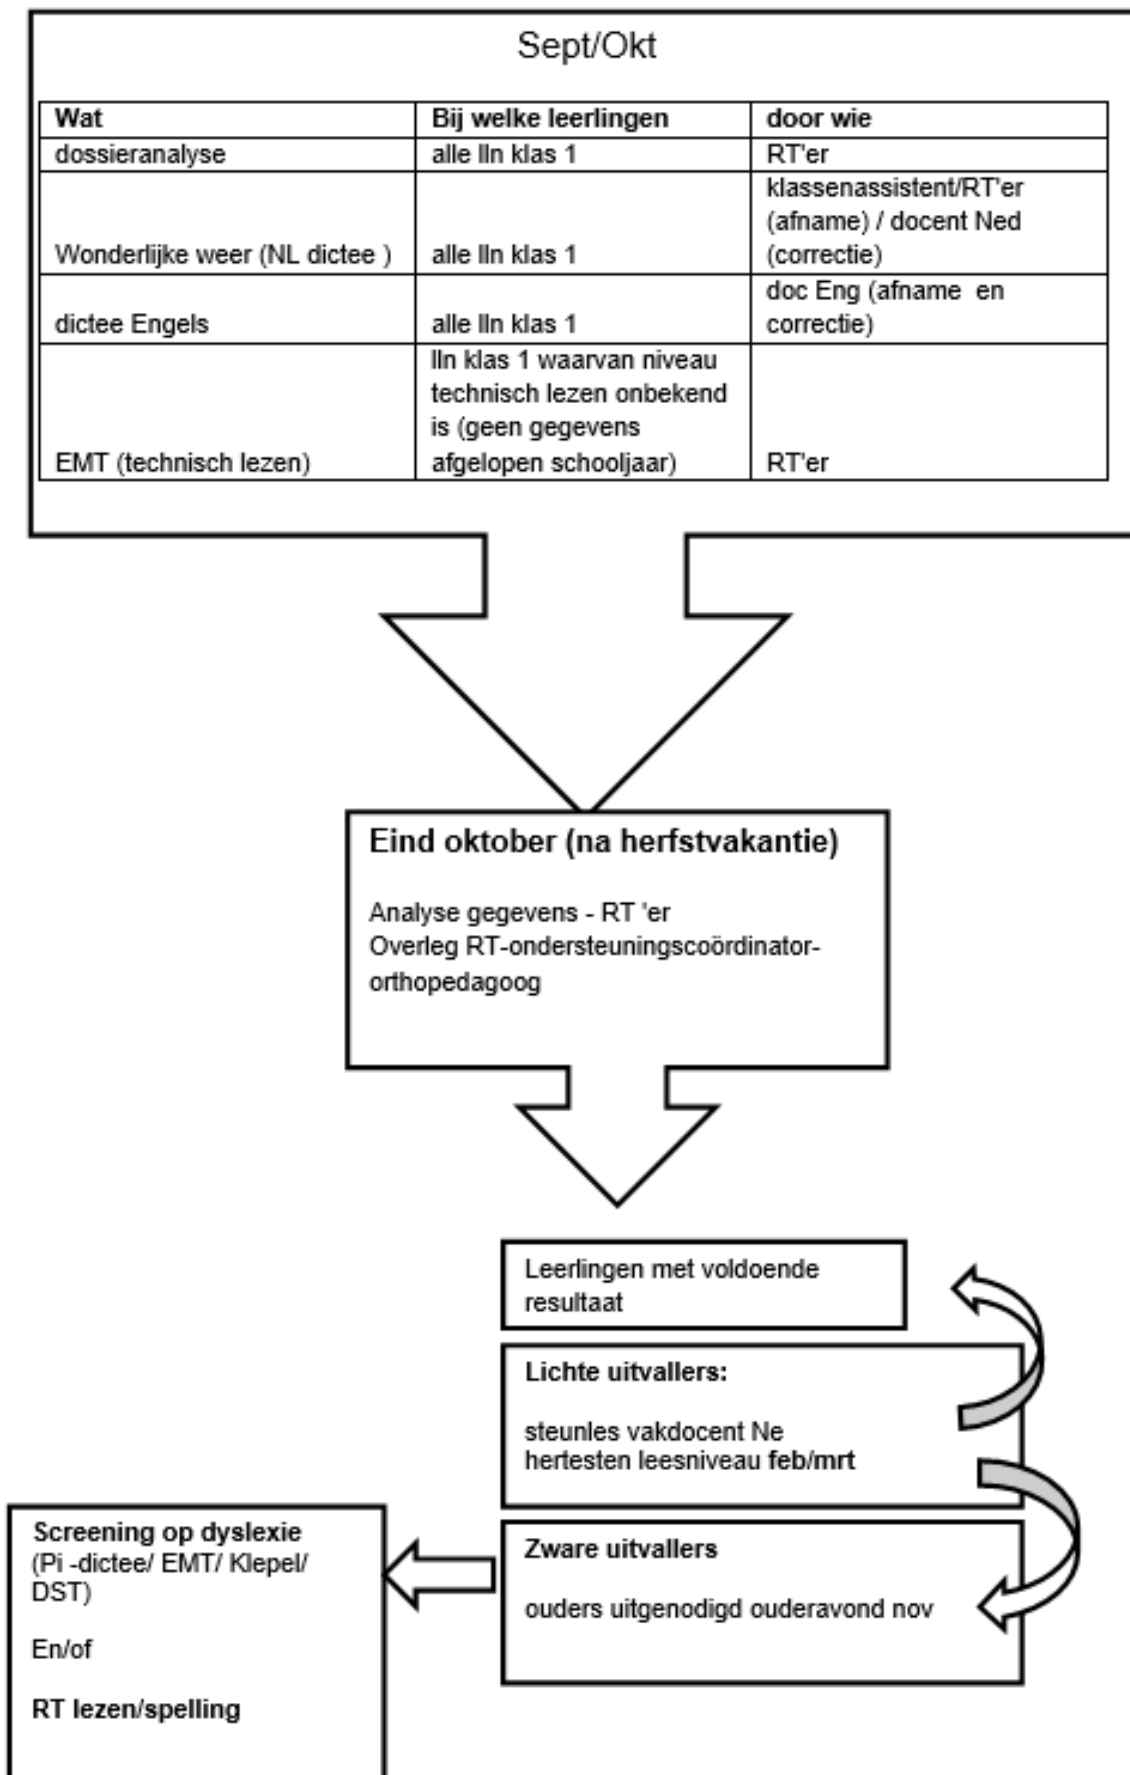 Sept/Okt
Wat Bij welke leerlingen door wie
dossieranalyse alle lln klas 1 RT'er
klassenassistent/RT'er
(afname) / docent Ned
Wonderlijke weer (NL dictee ) alle lln klas 1 (correctie)
doc Eng (afname en
dictee Engels alle lln klas 1 correctie)
lln klas 1 waarvan niveau
technisch lezen onbekend
is (geen gegevens
EMT (technisch lezen) afgelopen schooljaar) RT'er
Eind oktober (na herfstvakantie)
Analyse gegevens - RT 'er
Overleg RT-ondersteuningscoördinator-
orthopedagoog
Leerlingen met voldoende
resultaat
Lichte uitvallers:
steunles vakdocent Ne
hertesten leesniveau feb/mrt
Zware uitvallers
ouders uitgenodigd ouderavond nov
Screening op dyslexie
(Pi -dictee/ EMT/ Klepel/
DST)
En/of
RT lezen/spelling